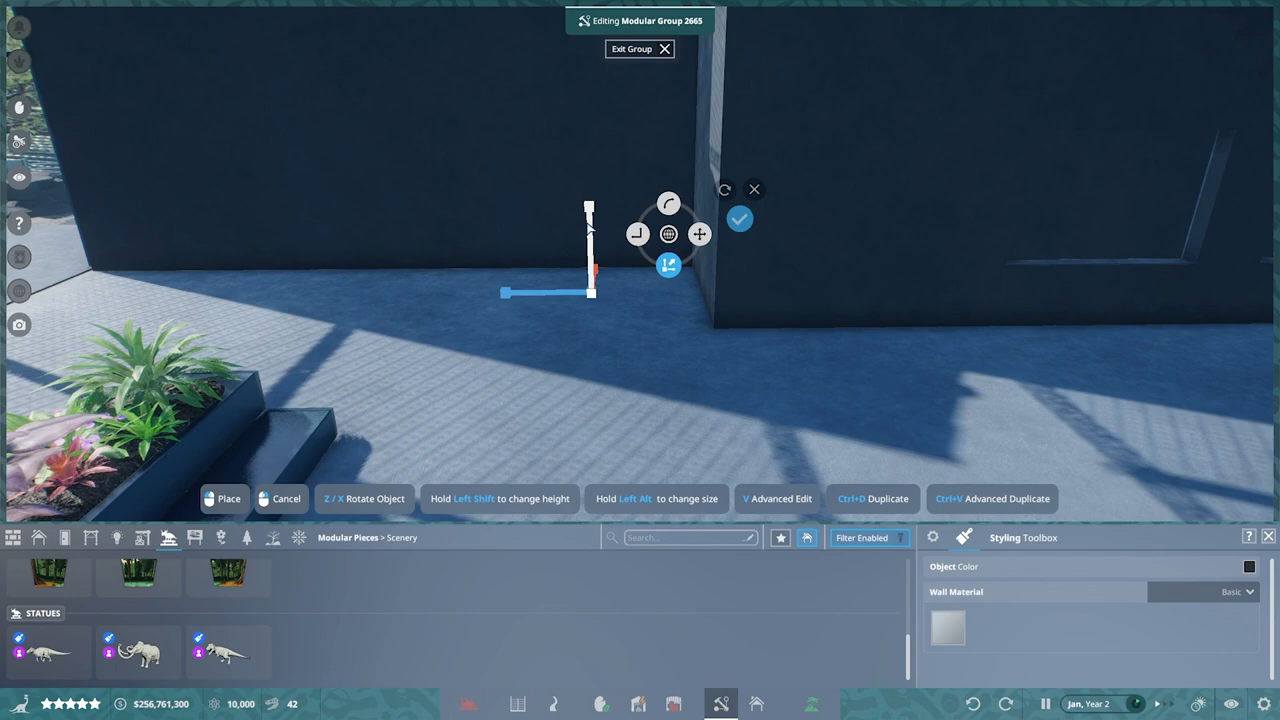 Editing Modular Group 2665
Exit Group
Place
Cancel
Z / X Rotate Object
Hold Left Shift to change height
Hold Left Alt to change size
V Advanced Edit
Ctrl+D Duplicate
Ctrl+V Advanced Duplicate
Modular Pieces > Scenery
Search...
Filter Enabled
Styling Toolbox
?
Object Color
Wall Material
Basic
STATUES
$256,761,300
10,000
42
Jan, Year 2